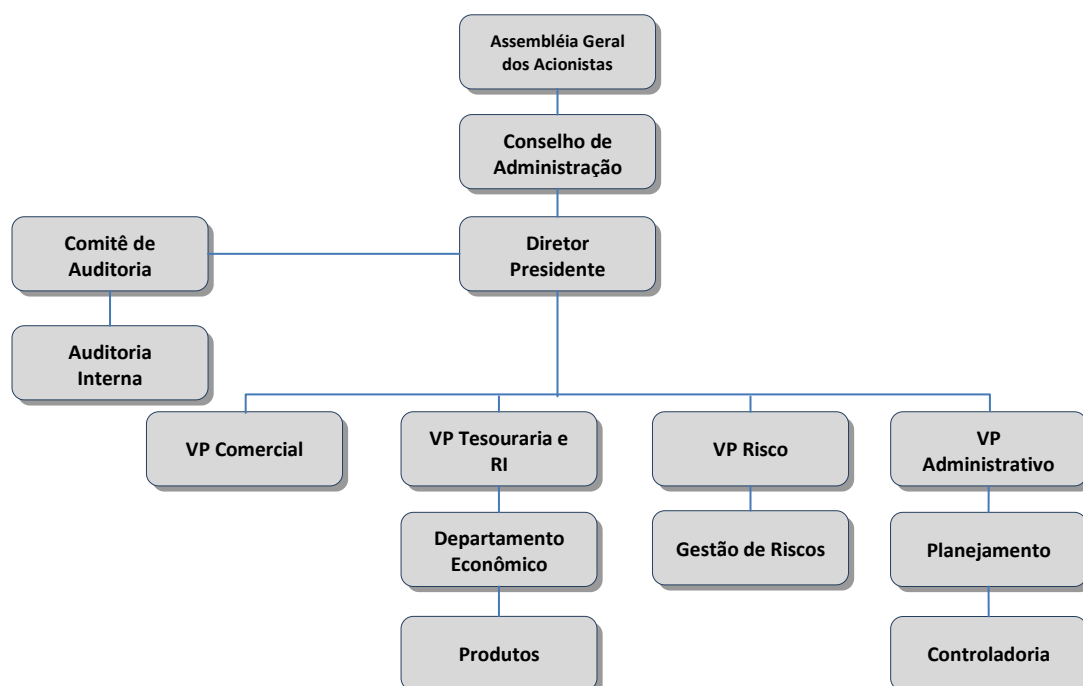 Assembléia Geral
dos Acionistas
Conselho de
Administração
Comitê de
Auditoria
Diretor
Presidente
Auditoria
Interna
VP Comercial
VP Tesouraria e
RI
VP Risco
VP
Administrativo
Departamento
Econômico
Gestão de Riscos
Planejamento
Produtos
Controladoria